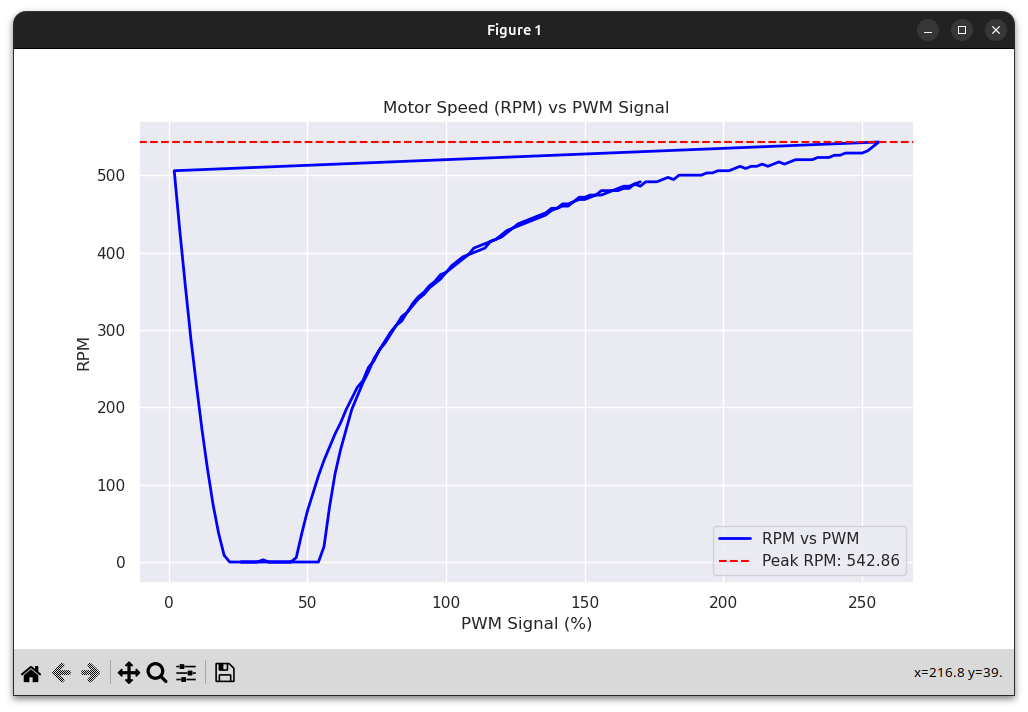 Figure 1
Motor Speed (RPM) vs PWM Signal
500
400
300
200
100
0
RPM
0 50 100 150 200 250
PWM Signal (%)
RPM vs PWM
Peak RPM: 542.86
x=216.8 y=39.